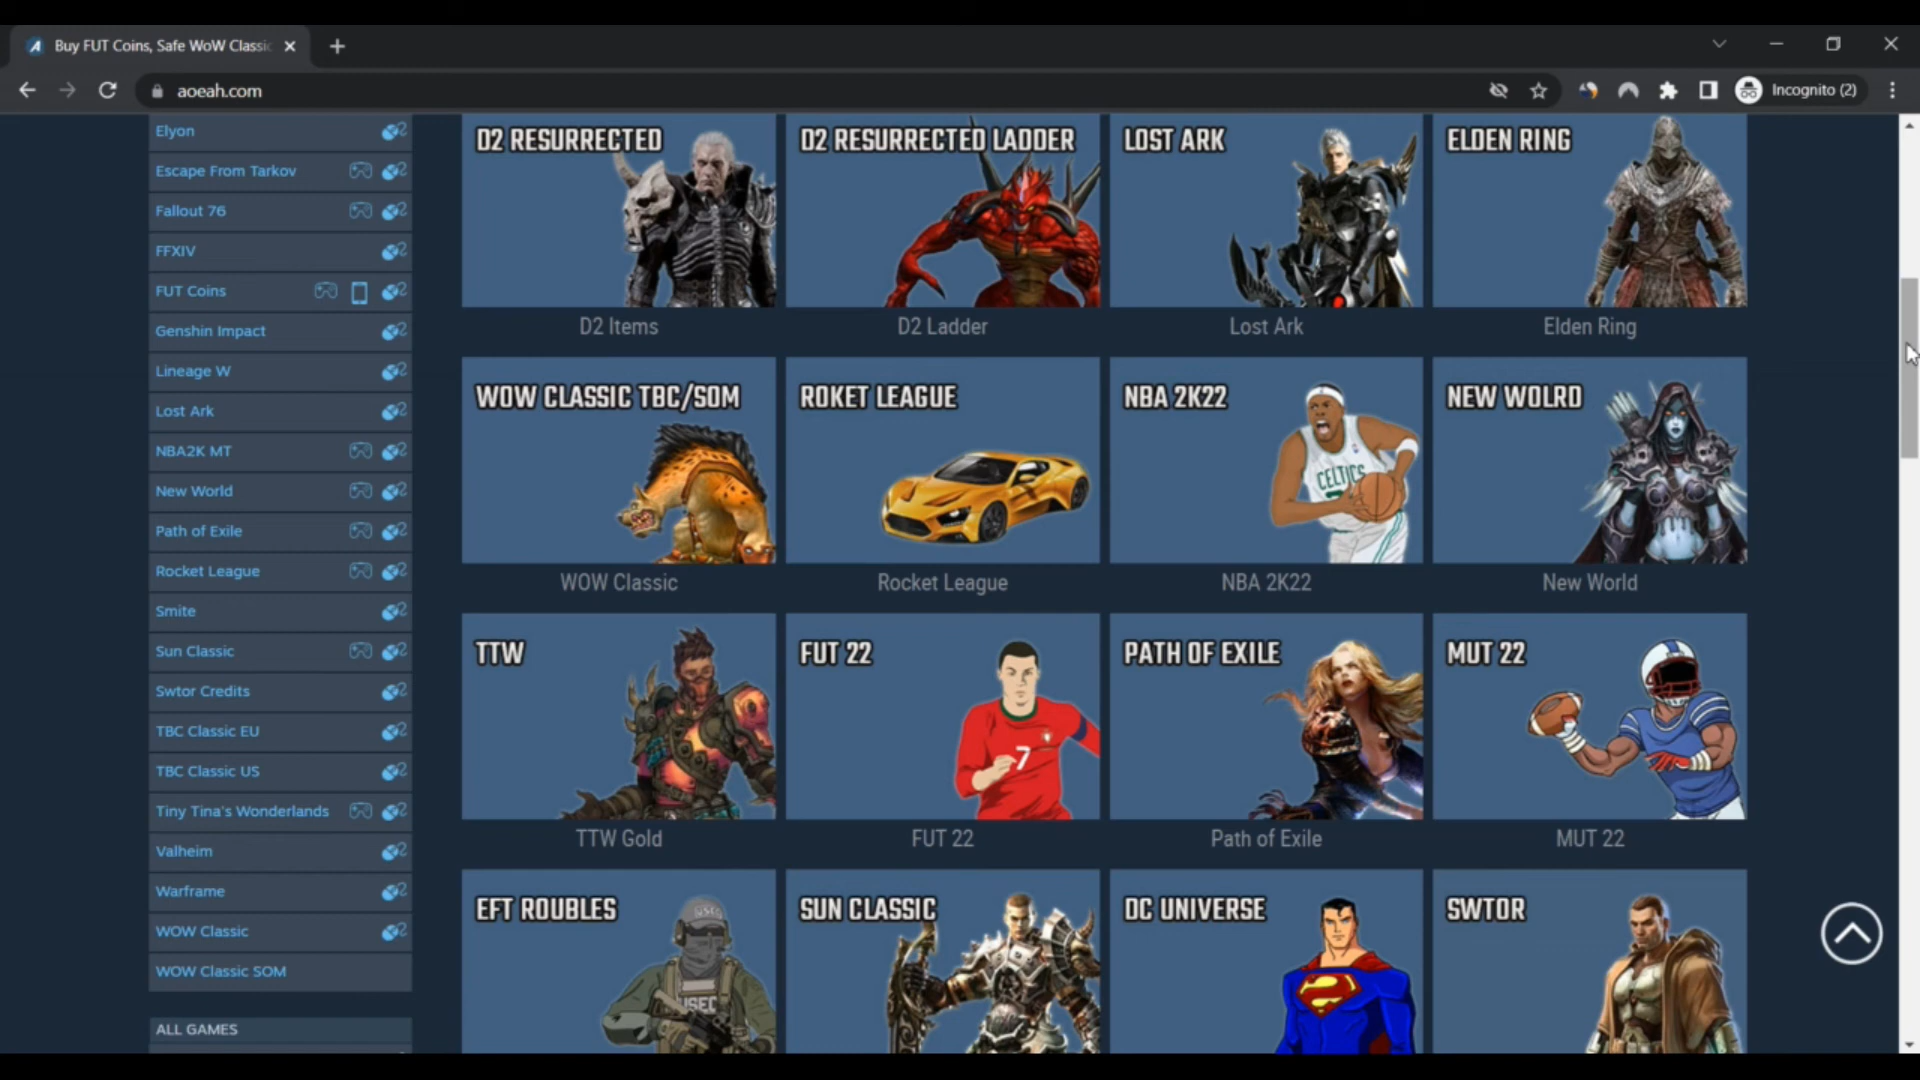 Buy FUT Coins, Safe WoW Classic
aoeah.com
Incognito (2)
Elyon
Escape From Tarkov
Fallout 76
FFXIV
FUT Coins
Genshin Impact
Lineage W
Lost Ark
NBA2K MT
New World
Path of Exile
Rocket League
Smite
Sun Classic
Swtor Credits
TBC Classic EU
TBC Classic US
Tiny Tina's Wonderlands
Valheim
Warframe
WOW Classic
WOW Classic SOM
ALL GAMES
D2 RESURRECTED
D2 RESURRECTED LADDER
LOST ARK
ELDEN RING
D2 Items
D2 Ladder
Lost Ark
Elden Ring
WOW CLASSIC TBC/SOM
ROKET LEAGUE
NBA 2K22
CELTICS
NEW WOLRD
WOW Classic
Rocket League
NBA 2K22
New World
TTW
FUT 22
7
PATH OF EXILE
MUT 22
TTW Gold
FUT 22
Path of Exile
MUT 22
EFT ROUBLES
USEC
USEC
SUN CLASSIC
DC UNIVERSE
S
SWTOR